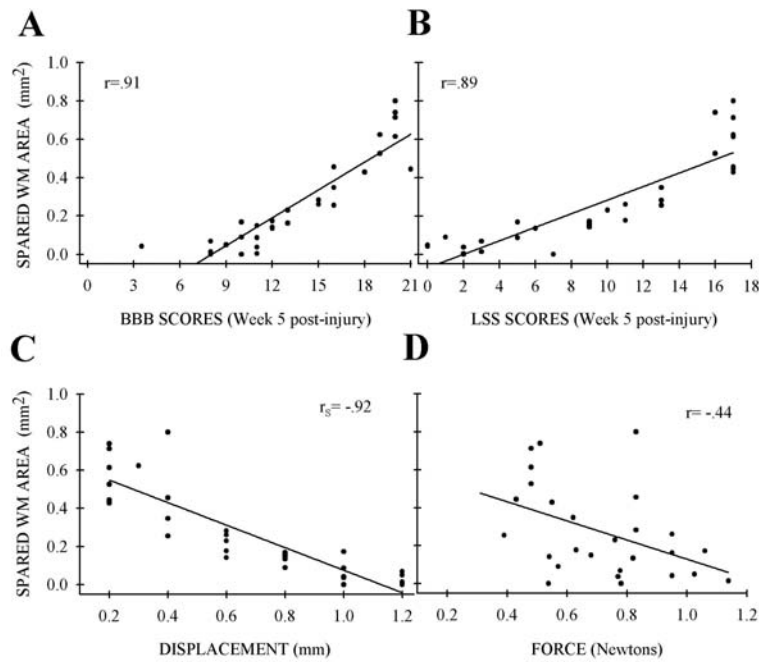 A
B
r=.91
r=.89
SPARED WM AREA (mm²)
1.0
0.8
0.6
0.4
0.2
0.0
0 3 6 9 12 15 18 21
0 2 4 6 8 10 12 14 16 18
BBB SCORES (Week 5 post-injury)
LSS SCORES (Week 5 post-injury)
C
D
rₛ= -.92
r= -.44
SPARED WM AREA (mm²)
1.0
0.8
0.6
0.4
0.2
0.0
0.2 0.4 0.6 0.8 1.0 1.2
0.2 0.4 0.6 0.8 1.0 1.2
DISPLACEMENT (mm)
FORCE (Newtons)